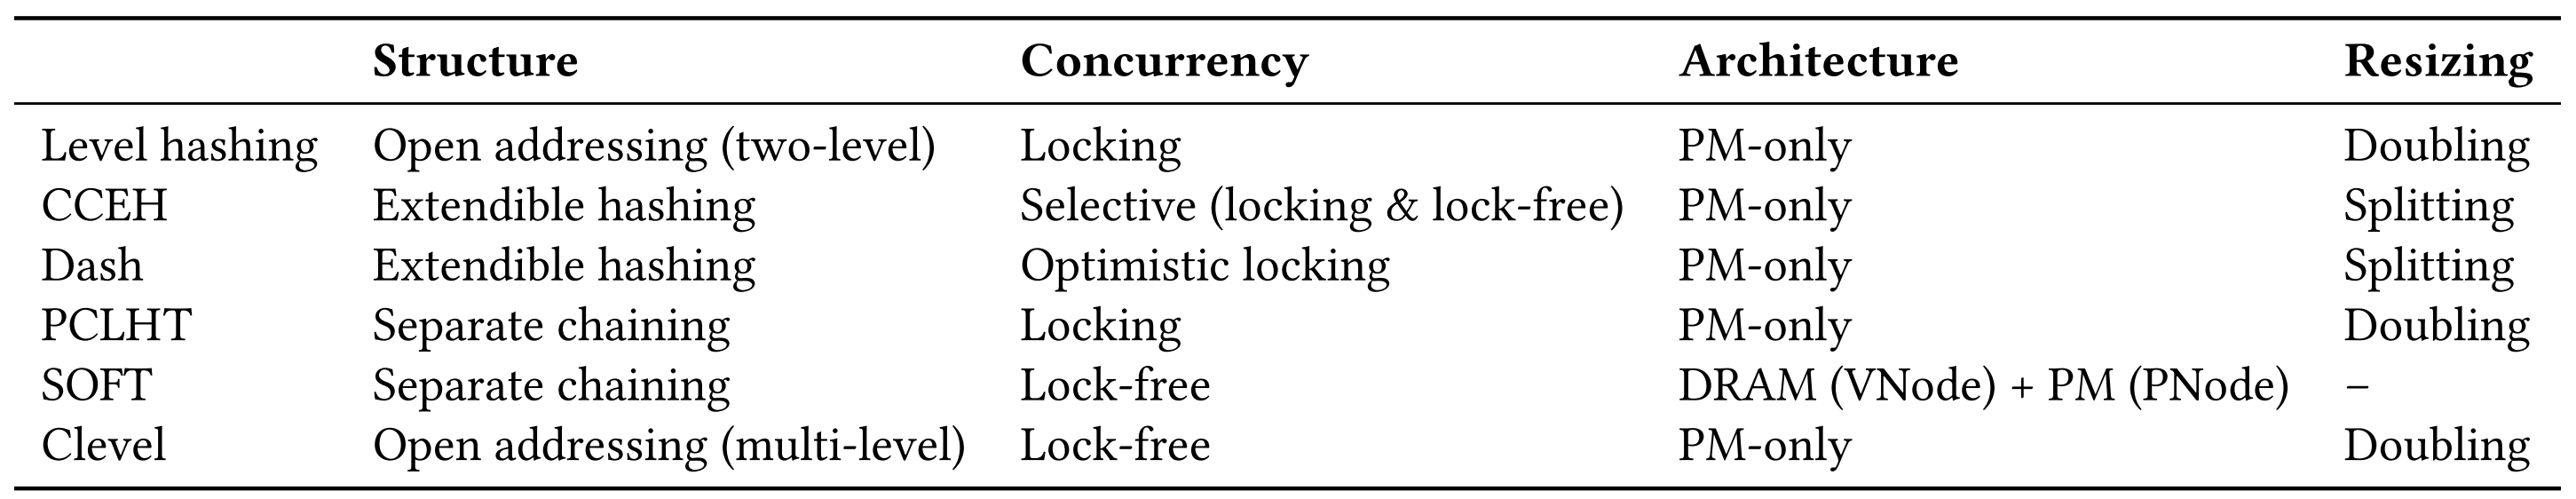 Structure Concurrency Architecture Resizing
Level hashing Open addressing (two-level) Locking PM-only Doubling
CCEH Extendible hashing Selective (locking & lock-free) PM-only Splitting
Dash Extendible hashing Optimistic locking PM-only Splitting
PCLHT Separate chaining Locking PM-only Doubling
SOFT Separate chaining Lock-free DRAM (VNode) + PM (PNode) –
Clevel Open addressing (multi-level) Lock-free PM-only Doubling